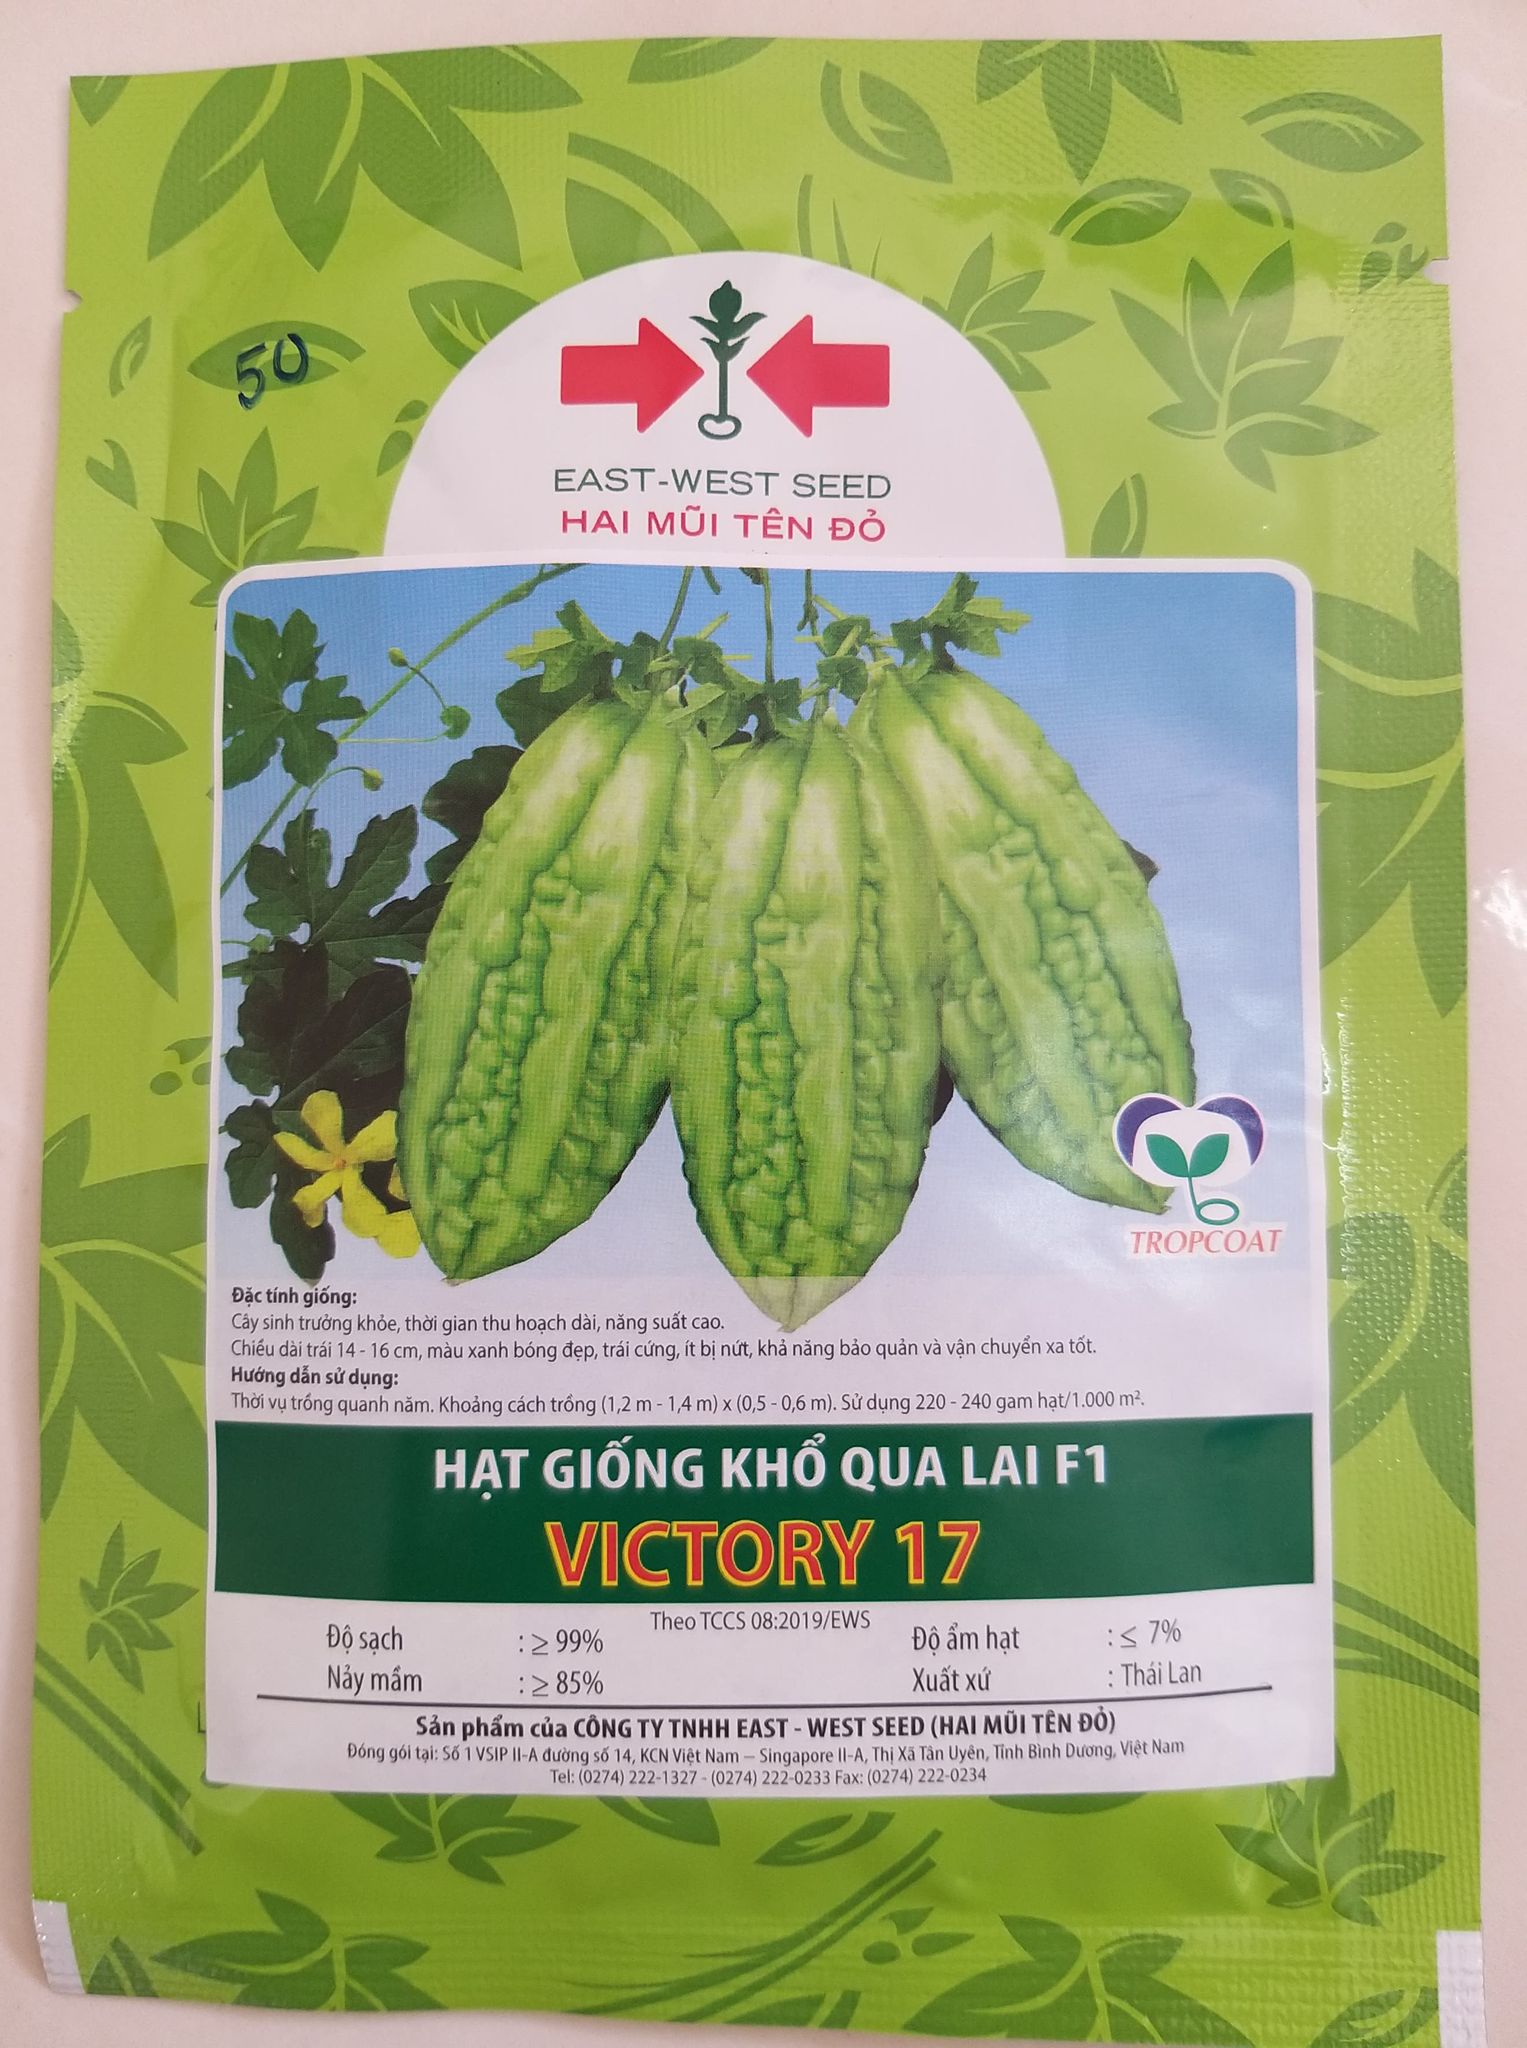 50
EAST-WEST SEED
HAI MŨI TÊN ĐỎ
TROPCOAT
Đặc tính giống:
Cây sinh trưởng khỏe, thời gian thu hoạch dài, năng suất cao.
Chiều dài trái 14 - 16 cm, màu xanh bóng đẹp, trái cứng, ít bị nứt, khả năng bảo quản và vận chuyển xa tốt.
Hướng dẫn sử dụng:
Thời vụ trồng quanh năm. Khoảng cách trồng (1,2 m - 1,4 m) x (0,5 - 0,6 m). Sử dụng 220 - 240 gam hạt/1.000 m².
HẠT GIỐNG KHỔ QUA LAI F1
VICTORY 17
Theo TCCS 08:2019/EWS
Độ sạch : ≥ 99% Độ ẩm hạt : ≤ 7%
Nảy mầm : ≥ 85% Xuất xứ : Thái Lan
Sản phẩm của CÔNG TY TNHH EAST - WEST SEED (HAI MŨI TÊN ĐỎ)
Đóng gói tại: Số 1 VSIP II-A đường số 14, KCN Việt Nam – Singapore II-A, Thị Xã Tân Uyên, Tỉnh Bình Dương, Việt Nam
Tel: (0274) 222-1327 - (0274) 222-0233 Fax: (0274) 222-0234